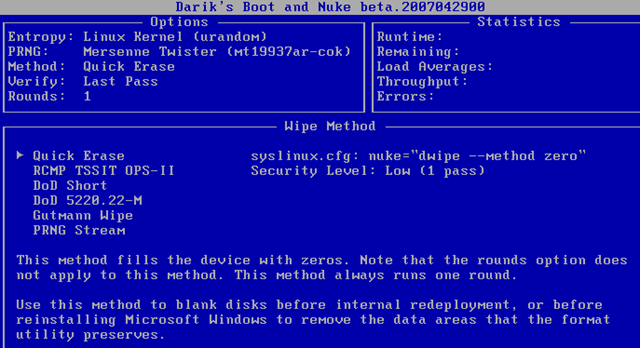 Darik's Boot and Nuke beta.2007042900
Options
Statistics
Entropy: Linux Kernel (urandom)
PRNG: Mersenne Twister (mt19937ar-cok)
Method: Quick Erase
Verify: Last Pass
Rounds: 1
Runtime:
Remaining:
Load Averages:
Throughput:
Errors:
Wipe Method
▶ Quick Erase syslinux.cfg: nuke="dwipe --method zero"
RCMP TSSIT OPS-II Security Level: Low (1 pass)
DoD Short
DoD 5220.22-M
Gutmann Wipe
PRNG Stream
This method fills the device with zeros. Note that the rounds option does
not apply to this method. This method always runs one round.
Use this method to blank disks before internal redeployment, or before
reinstalling Microsoft Windows to remove the data areas that the format
utility preserves.